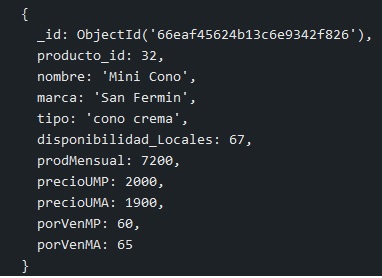 {
_id: ObjectId('66eaf45624b13c6e9342f826'),
producto_id: 32,
nombre: 'Mini Cono',
marca: 'San Fermin',
tipo: 'cono crema',
disponibilidad_Locales: 67,
prodMensual: 7200,
precioUMP: 2000,
precioUMA: 1900,
porVenMP: 60,
porVenMA: 65
}